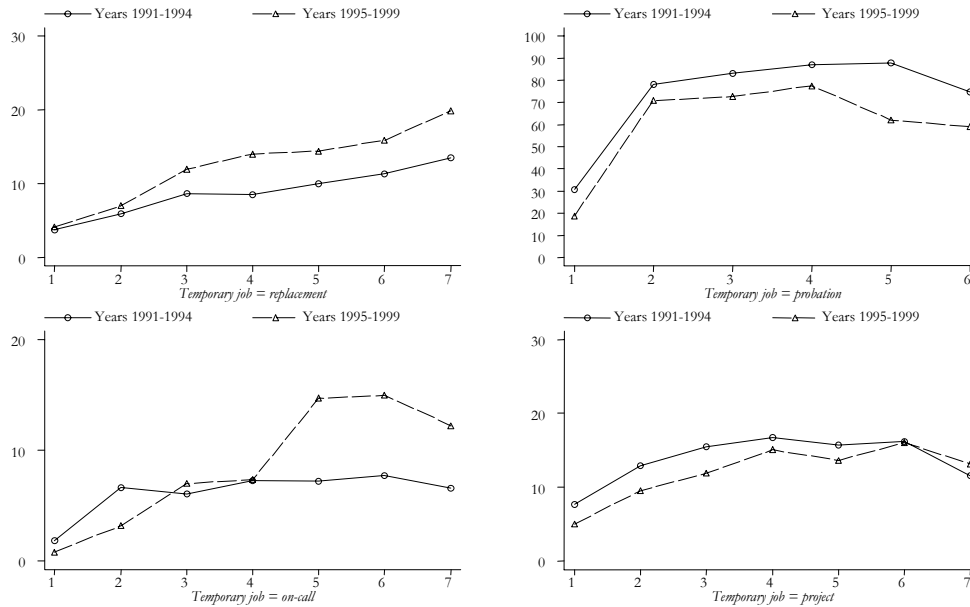 Years 1991-1994 Years 1995-1999
30
20
10
0
1 2 3 4 5 6 7
Temporary job = replacement
Years 1991-1994 Years 1995-1999
100
90
80
70
60
50
40
30
20
10
0
1 2 3 4 5 6
Temporary job = probation
Years 1991-1994 Years 1995-1999
20
10
0
1 2 3 4 5 6 7
Temporary job = on-call
Years 1991-1994 Years 1995-1999
30
20
10
0
1 2 3 4 5 6 7
Temporary job = project